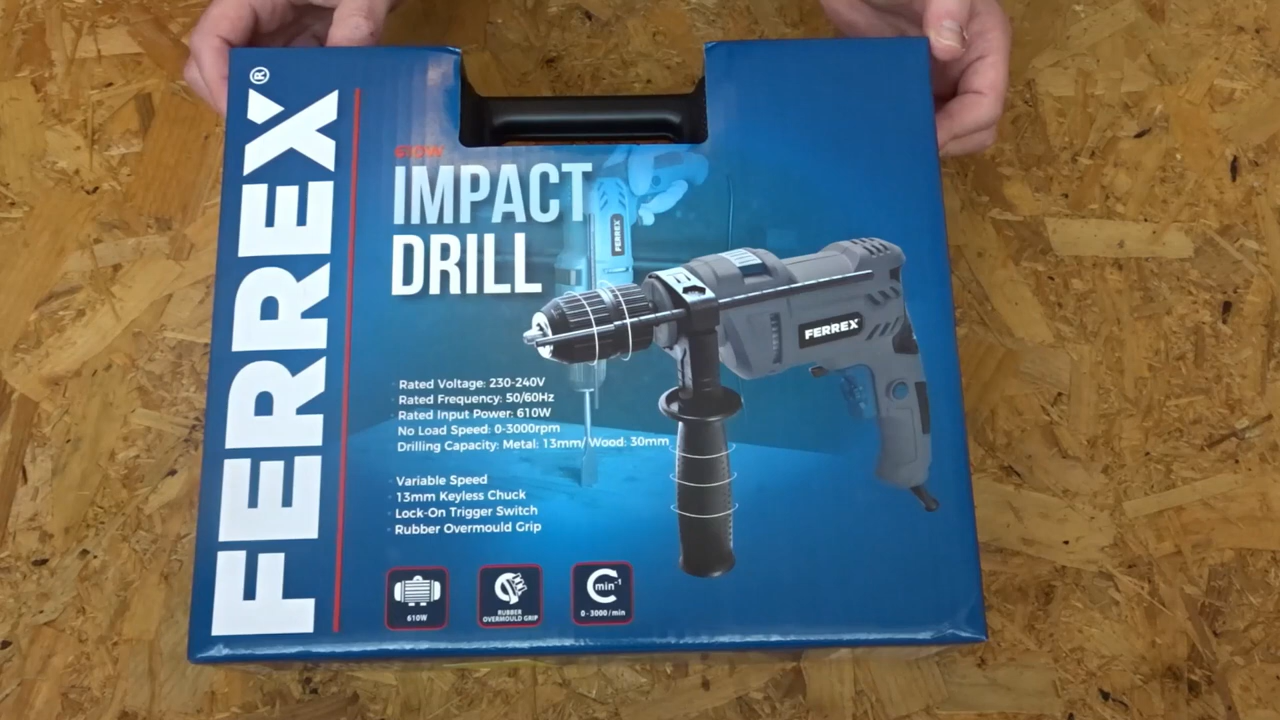 FERREX®
610W
IMPACT
DRILL
FERREX
FERREX
Rated Voltage: 230-240V
Rated Frequency: 50/60Hz
Rated Input Power: 610W
No Load Speed: 0-3000rpm
Drilling Capacity: Metal: 13mm/ Wood: 30mm
Variable Speed
13mm Keyless Chuck
Lock-On Trigger Switch
Rubber Overmould Grip
610W
RUBBER
OVERMOULD GRIP
min⁻¹
0-3000/min